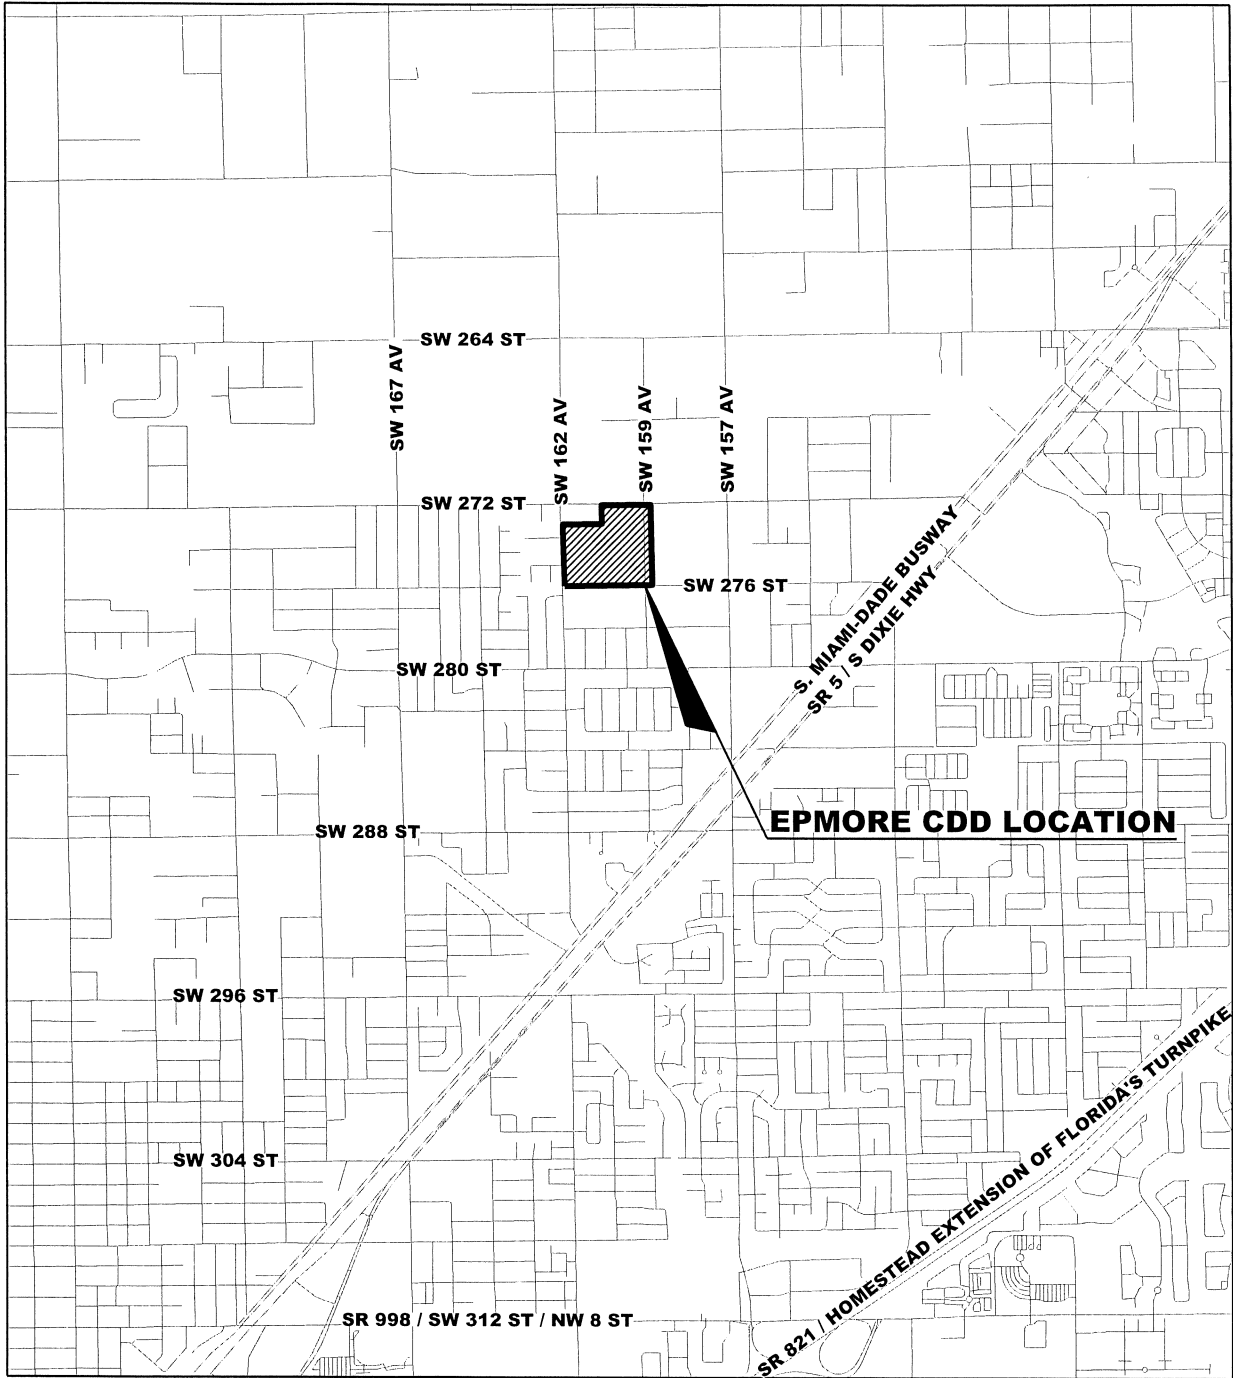 SW 264 ST
SW 167 AV
SW 162 AV
SW 159 AV
SW 157 AV
SW 272 ST
SW 276 ST
S. MIAMI-DADE BUSWAY
SR 5 / S DIXIE HWY
SW 280 ST
EPMORE CDD LOCATION
SW 288 ST
SW 296 ST
SR 821 / HOMESTEAD EXTENSION OF FLORIDA'S TURNPIKE
SW 304 ST
SR 998 / SW 312 ST / NW 8 ST